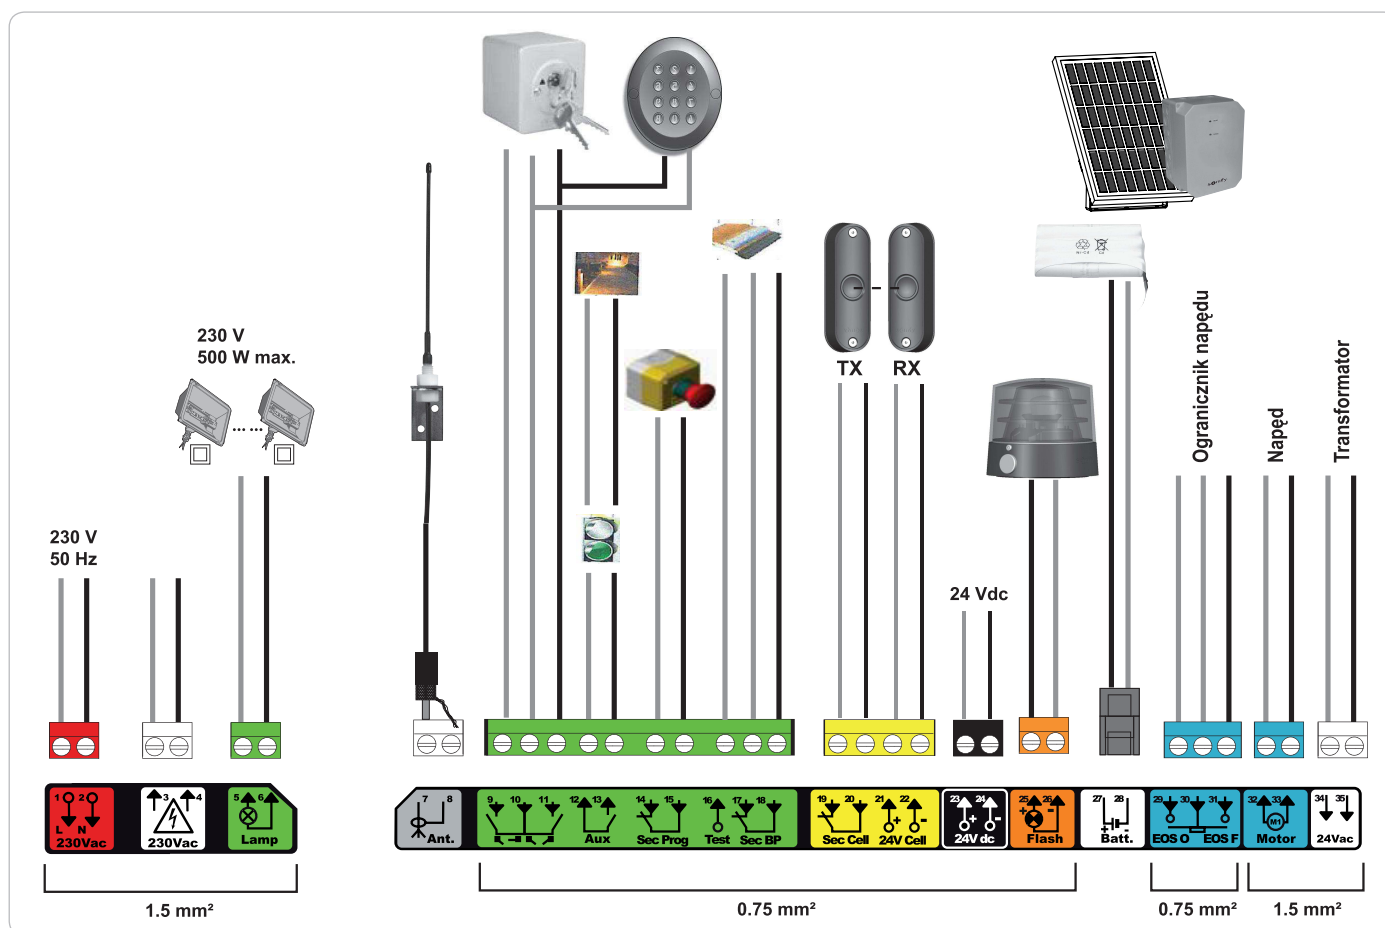 230 V
500 W max.
230 V
50 Hz
TX
RX
24 Vdc
Ni-Cd
Cd
somfy
Ogranicznik napędu
Napęd
Transformator
1 2
L N
230Vac
3 4
230Vac
5 6
Lamp
7 8
Ant.
9 10 11
12 13
Aux
14 15
Sec Prog
16
Test
17 18
Sec BP
19 20
Sec Cell
21 22
+ -
24V Cell
23 24
+ -
24V dc
25 26
+ -
Flash
27 28
+ -
Batt.
29 30 31
EOS O EOS F
32 33
M1
Motor
34 35
24Vac
1.5 mm²
0.75 mm²
0.75 mm²
1.5 mm²